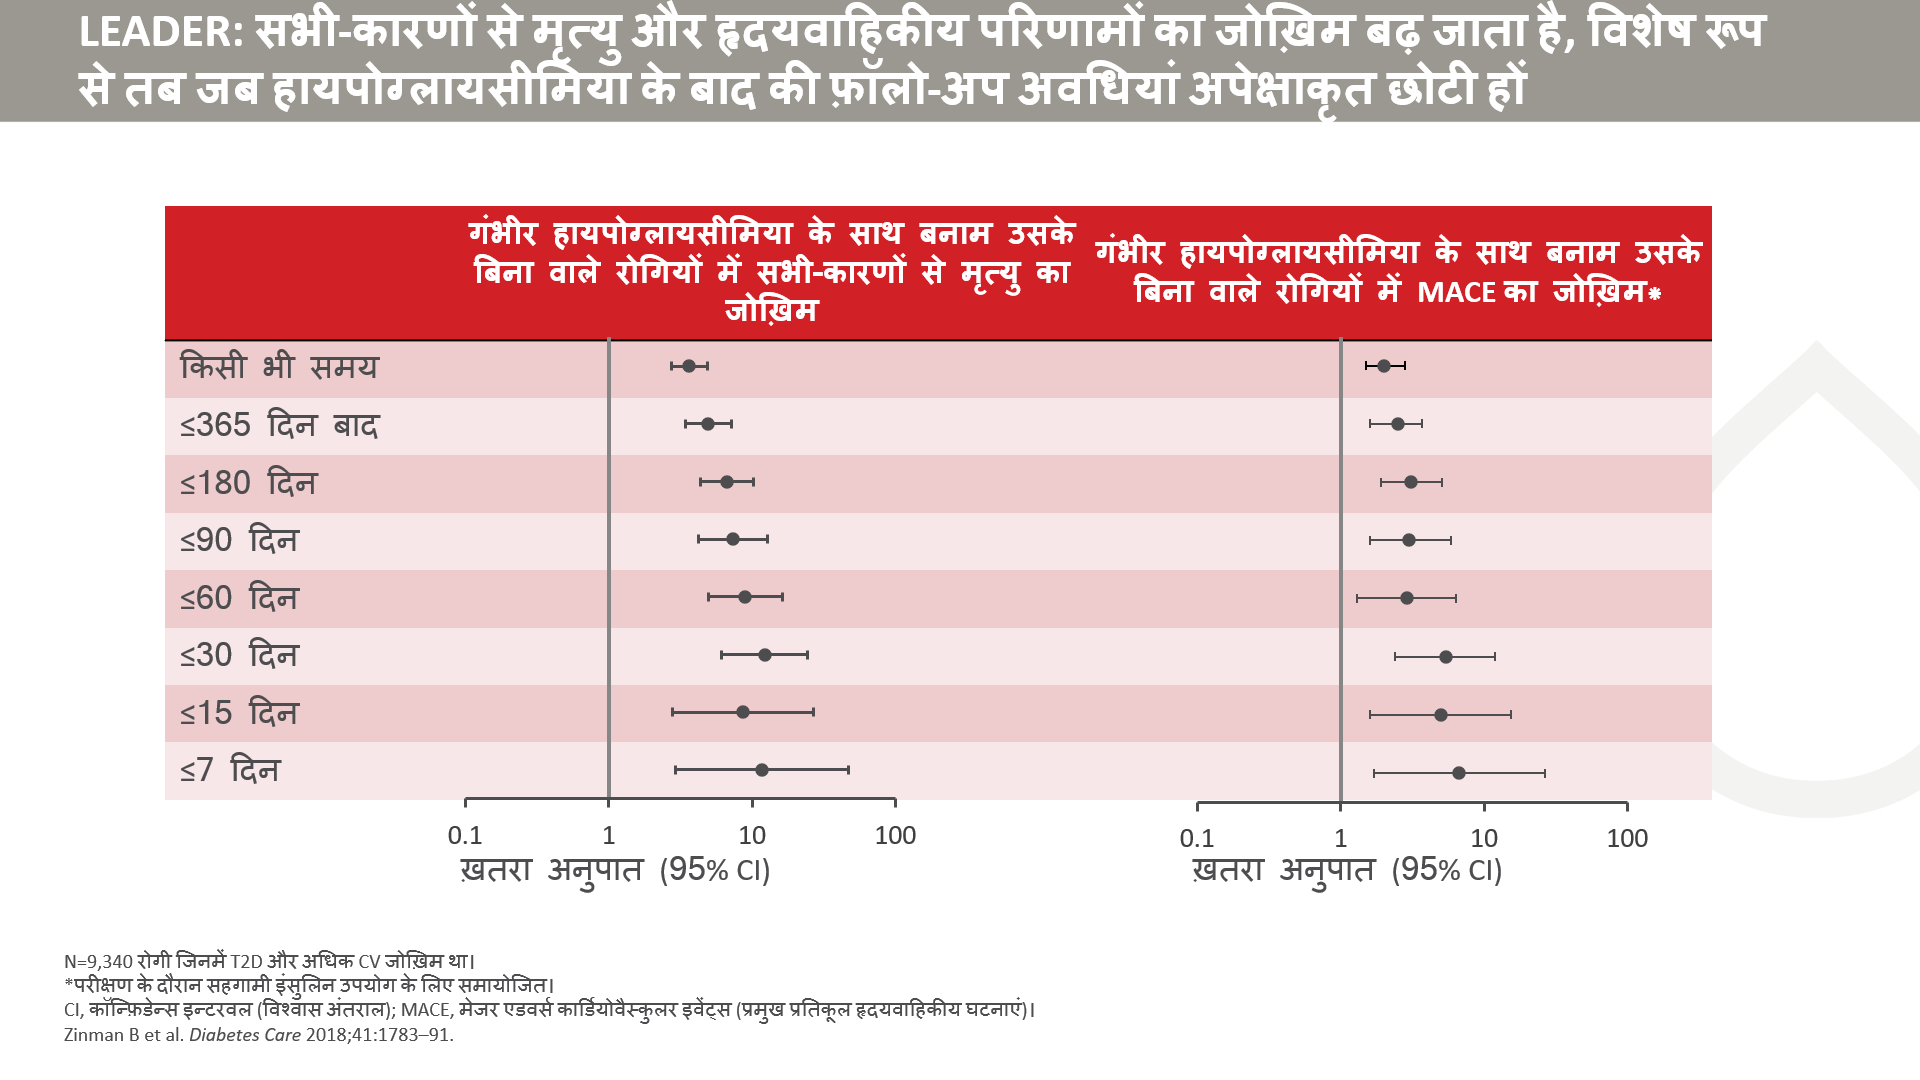 LEADER: सभी-कारणों से मृत्यु और हृदयवाहिकीय परिणामों का जोख़िम बढ़ जाता है, विशेष रूप
से तब जब हायपोग्लायसीमिया के बाद की फ़ॉलो-अप अवधियां अपेक्षाकृत छोटी हों
गंभीर हायपोग्लायसीमिया के साथ बनाम उसके
बिना वाले रोगियों में सभी-कारणों से मृत्यु का
जोख़िम
गंभीर हायपोग्लायसीमिया के साथ बनाम उसके
बिना वाले रोगियों में MACE का जोख़िम*
किसी भी समय
≤365 दिन बाद
≤180 दिन
≤90 दिन
≤60 दिन
≤30 दिन
≤15 दिन
≤7 दिन
0.1 1 10 100
ख़तरा अनुपात (95% CI)
0.1 1 10 100
ख़तरा अनुपात (95% CI)
N=9,340 रोगी जिनमें T2D और अधिक CV जोख़िम था।
*परीक्षण के दौरान सहगामी इंसुलिन उपयोग के लिए समायोजित।
CI, कॉन्फ़िडेन्स इन्टरवल (विश्वास अंतराल); MACE, मेजर एडवर्स कार्डियोवैस्कुलर इवेंट्स (प्रमुख प्रतिकूल हृदयवाहिकीय घटनाएं)।
Zinman B et al. Diabetes Care 2018;41:1783–91.